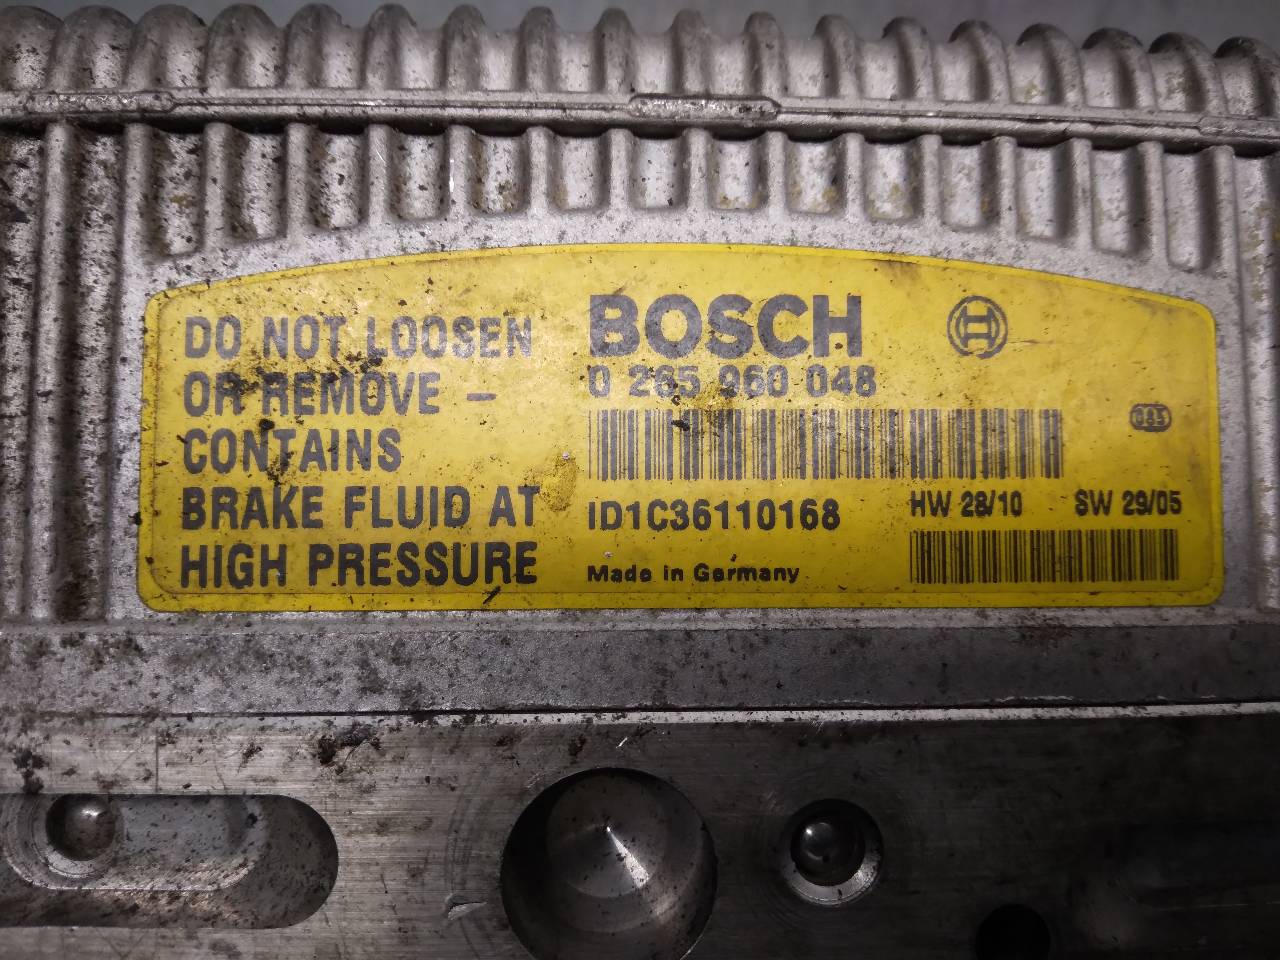 DO NOT LOOSEN
OR REMOVE –
CONTAINS
BRAKE FLUID AT
HIGH PRESSURE
BOSCH
0 265 960 048
ID1C36110168
Made in Germany
085
HW 28/10 SW 29/05